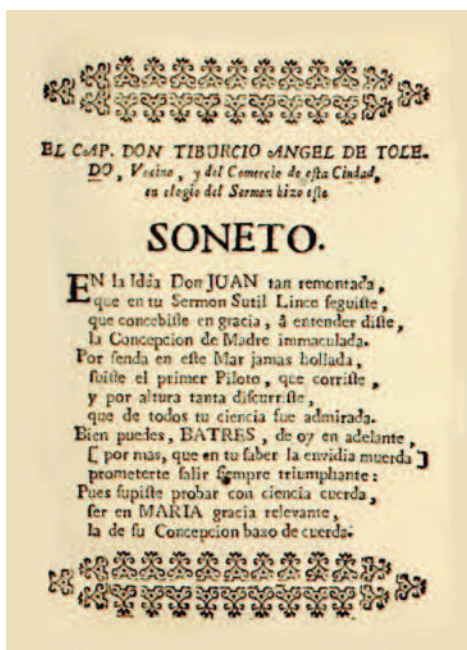 EL CAP. DON TIBURCIO ANGEL DE TOLE-
DO, Vecino, y del Comercio de eſta Ciudad,
en elogio del Sermon hizo eſte
SONETO.
EN la Idéa Don JUAN tan remontada,
que en tu Sermon Sutil Lince ſeguiſte,
que concebiſte en gracia, á entender diſte,
la Concepcion de Madre immaculada.
Por ſenda en eſte Mar jamas hollada,
fuiſte el primer Piloto, que corriſte,
y por altura tanta diſcurriſte,
que de todos tu ciencia fue admirada.
Bien puedes, BATRES, de oy en adelante,
[ por mas, que en tu ſaber la envidia muerda ]
prometerte ſalir ſiempre triumphante:
Pues ſupiſte probar con ciencia cuerda,
ſer en MARIA gracia relevante,
la de ſu Concepcion baxo de cuerda.